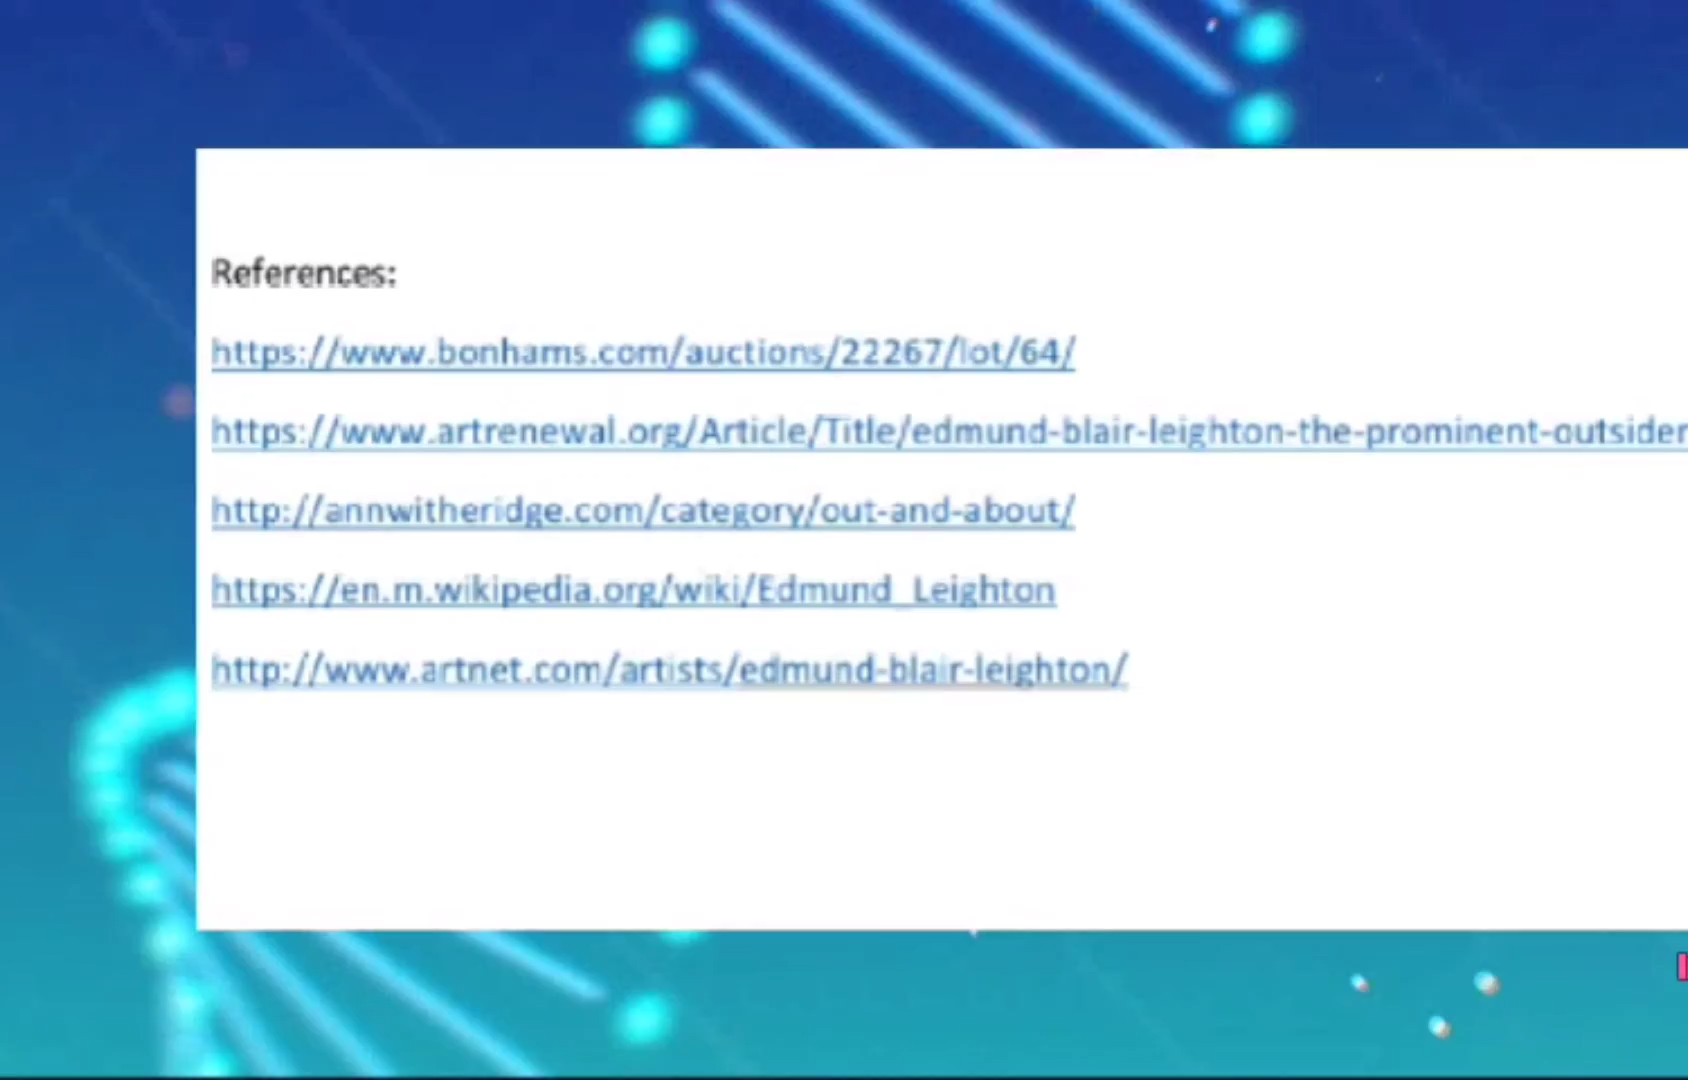 References:
https://www.bonhams.com/auctions/22267/lot/64/
https://www.artrenewal.org/Article/Title/edmund-blair-leighton-the-prominent-outsider
http://annwitheridge.com/category/out-and-about/
https://en.m.wikipedia.org/wiki/Edmund_Leighton
http://www.artnet.com/artists/edmund-blair-leighton/